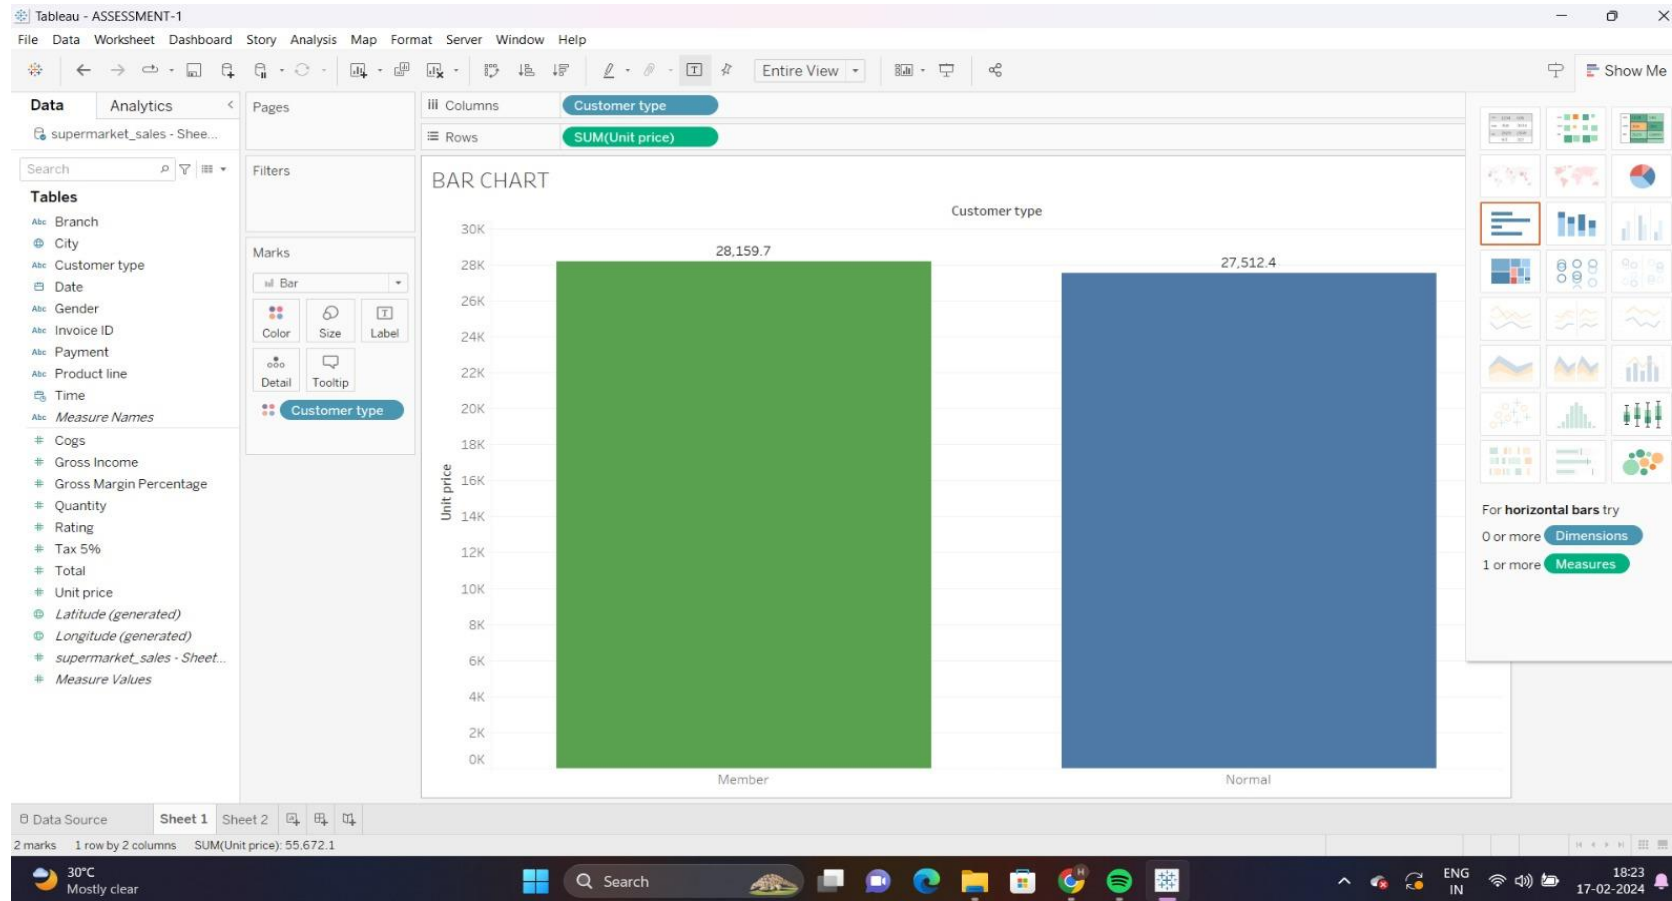 Tableau - ASSESSMENT-1
File Data Worksheet Dashboard Story Analysis Map Format Server Window Help
Entire View
Show Me
Data Analytics
supermarket_sales - Shee...
Search
Tables
Abc Branch
City
Abc Customer type
Date
Abc Gender
Abc Invoice ID
Abc Payment
Abc Product line
Time
Abc Measure Names
# Cogs
# Gross Income
# Gross Margin Percentage
# Quantity
# Rating
# Tax 5%
# Total
# Unit price
Latitude (generated)
Longitude (generated)
# supermarket_sales - Sheet...
# Measure Values
Pages
Filters
Marks
Bar
Color Size Label
Detail Tooltip
Customer type
Columns Customer type
Rows SUM(Unit price)
BAR CHART
Customer type
Unit price
30K
28K
26K
24K
22K
20K
18K
16K
14K
12K
10K
8K
6K
4K
2K
0K
28,159.7
27,512.4
Member Normal
For horizontal bars try
0 or more Dimensions
1 or more Measures
Data Source Sheet 1 Sheet 2
2 marks 1 row by 2 columns SUM(Unit price): 55,672.1
30°C
Mostly clear
Search
ENG
IN
18:23
17-02-2024